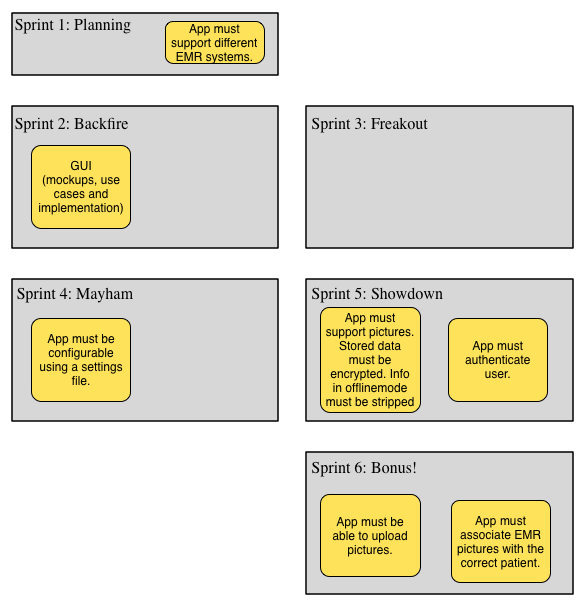 Sprint 1: Planning
App must
support different
EMR systems.
Sprint 2: Backfire
GUI
(mockups, use
cases and
implementation)
Sprint 3: Freakout
Sprint 4: Mayham
App must be
configurable
using a settings
file.
Sprint 5: Showdown
App must
support pictures.
Stored data
must be
encrypted. Info
in offlinemode
must be stripped
App must
authenticate
user.
Sprint 6: Bonus!
App must be
able to upload
pictures.
App must
associate EMR
pictures with the
correct patient.